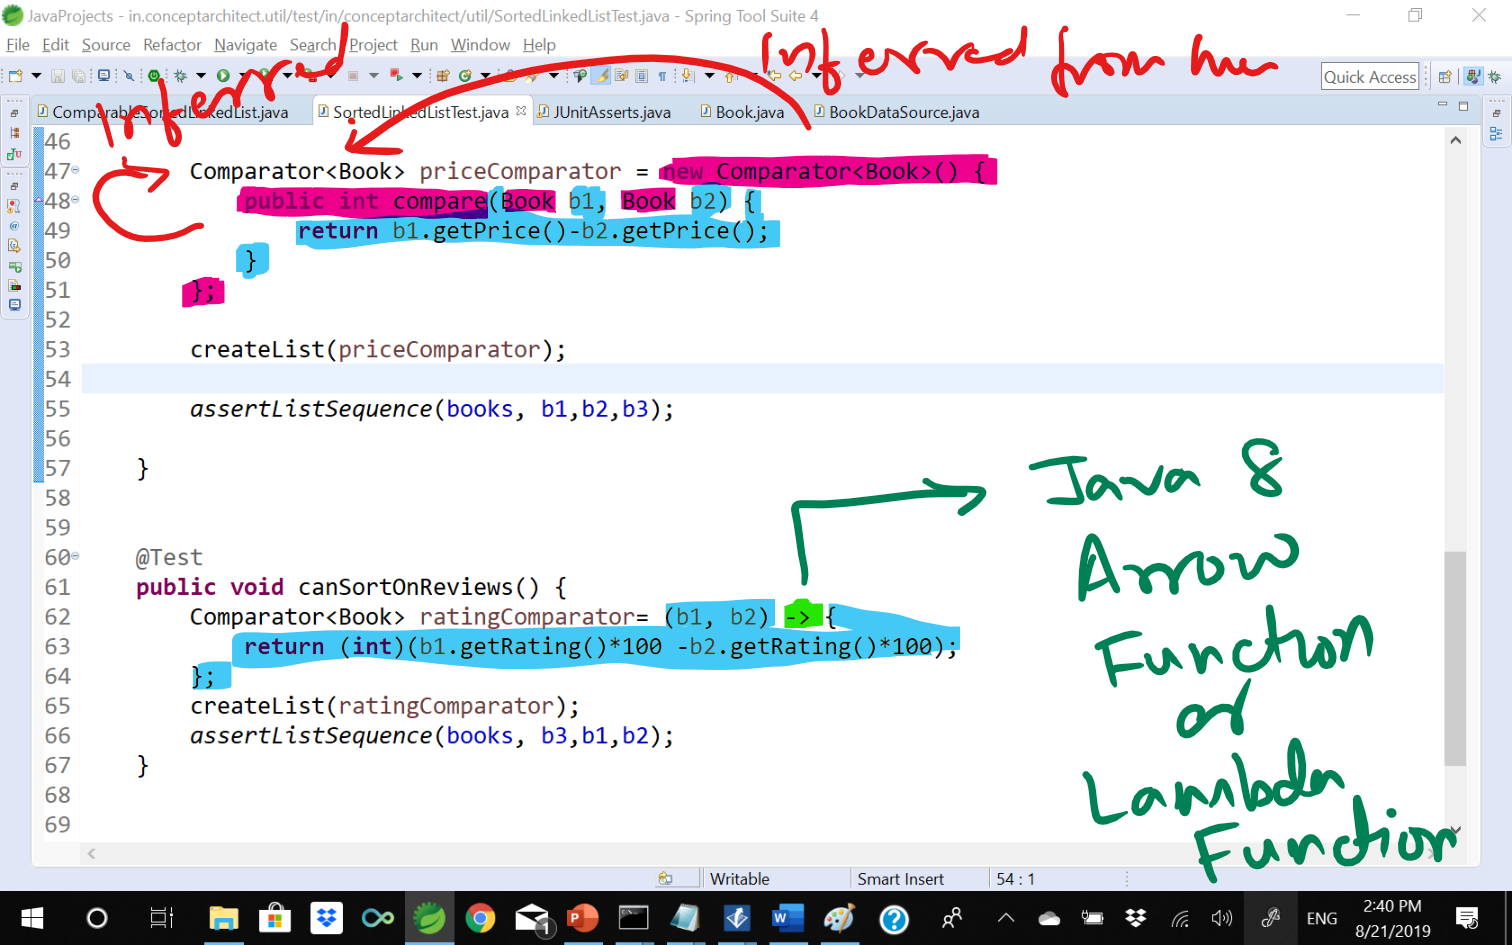 JavaProjects - in.conceptarchitect.util/test/in/conceptarchitect/util/SortedLinkedListTest.java - Spring Tool Suite 4
File Edit Source Refactor Navigate Search Project Run Window Help
Inferred
Inferred from here
Quick Access
ComparableSortedLinkedList.java SortedLinkedListTest.java JUnitAsserts.java Book.java BookDataSource.java
46
47 Comparator<Book> priceComparator = new Comparator<Book>() {
48 public int compare(Book b1, Book b2) {
49 return b1.getPrice()-b2.getPrice();
50 }
51 };
52
53 createList(priceComparator);
54
55 assertListSequence(books, b1,b2,b3);
56
57 }
58
59
60 @Test
61 public void canSortOnReviews() {
62 Comparator<Book> ratingComparator= (b1, b2) -> {
63 return (int)(b1.getRating()*100 -b2.getRating()*100);
64 };
65 createList(ratingComparator);
66 assertListSequence(books, b3,b1,b2);
67 }
68
69
Java 8
Arrow
Function
or
Lambda
Function
Writable Smart Insert 54 : 1
ENG
2:40 PM
8/21/2019